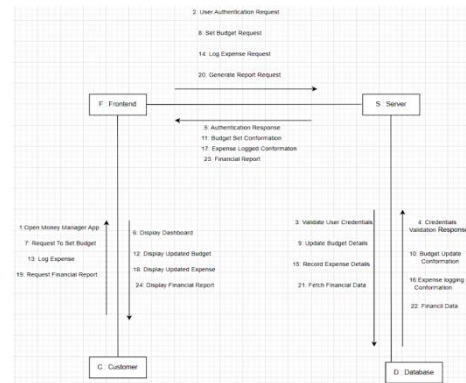 2: User Authentication Request
8: Set Budget Request
14: Log Expense Request
20: Generate Report Request
F : Frontend
S : Server
5: Authentication Response
11: Budget Set Conformation
17: Expense Logged Conformaton
23: Financial Report
1:Open Money Manager App
7: Request To Set Budget
13: Log Expense
19: Request Financial Report
6: Display Dashboard
12: Display Updated Budget
18: Display Updated Expense
24: Display Financial Report
3: Validate User Credentials
9: Update Budget Details
15: Record Expense Details
21: Fetch Financial Data
4: Credentials
Validation Response
10: Budget Update
Conformation
16:Expense logging
Conformation
22: Financil Data
C : Customer
D : Database